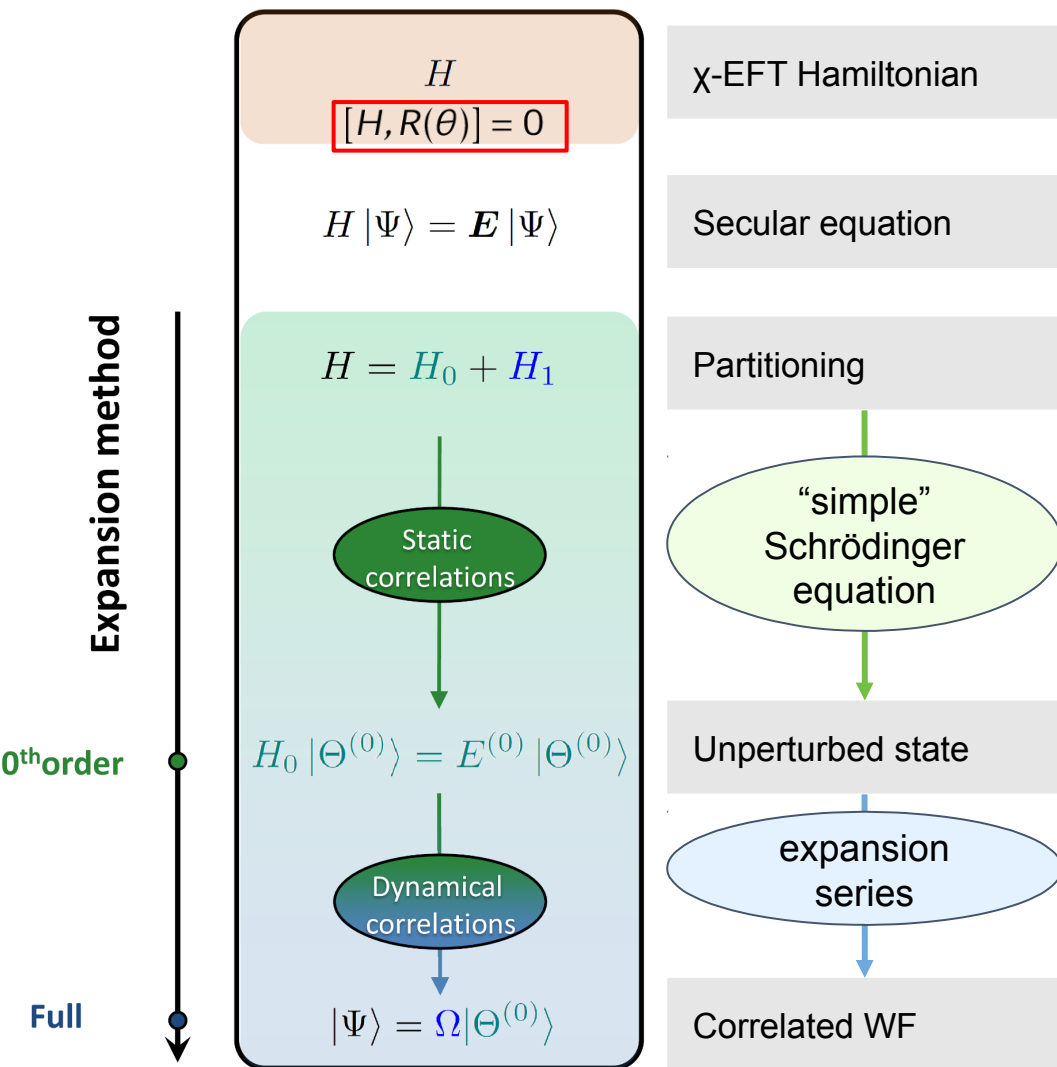 H
[H, R(θ)] = 0
χ-EFT Hamiltonian
H |Ψ⟩ = E |Ψ⟩
Secular equation
Expansion method
H = H₀ + H₁
Partitioning
Static
correlations
“simple”
Schrödinger
equation
0ᵗʰorder
H₀ |Θ⁽⁰⁾⟩ = E⁽⁰⁾ |Θ⁽⁰⁾⟩
Unperturbed state
Dynamical
correlations
expansion
series
Full
|Ψ⟩ = Ω|Θ⁽⁰⁾⟩
Correlated WF